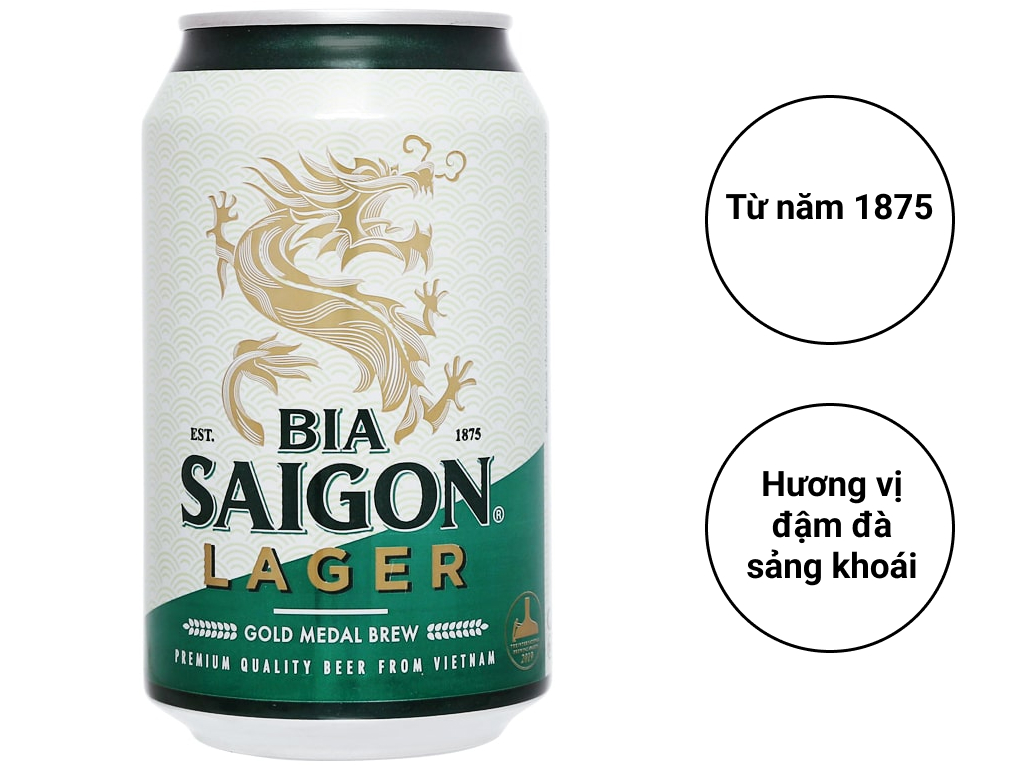 EST.
BIA
1875
SAIGON®
LAGER
GOLD MEDAL BREW
PREMIUM QUALITY BEER FROM VIETNAM
2019
Từ năm 1875
Hương vị
đậm đà
sảng khoái